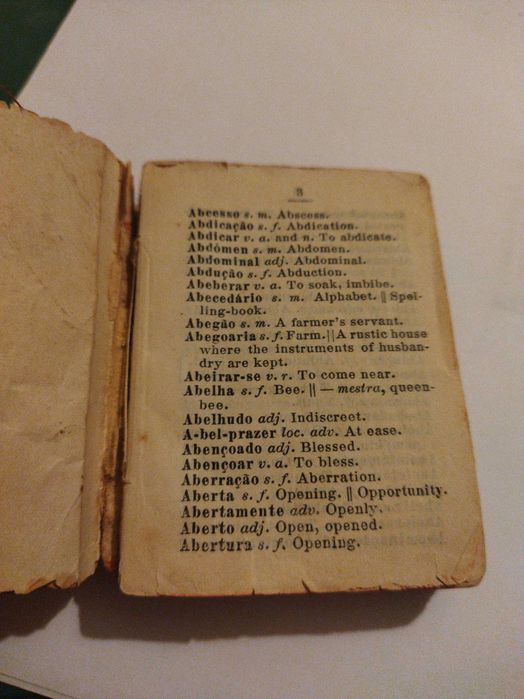 3
Abcesso s. m. Abscess.
Abdicação s. f. Abdication.
Abdicar v. a. and n. To abdicate.
Abdómen s. m. Abdomen.
Abdominal adj. Abdominal.
Abdução s. f. Abduction.
Abeberar v. a. To soak, imbibe.
Abecedário s. m. Alphabet. || Spel-
ling-book.
Abegão s. m. A farmer's servant.
Abegoaria s. f. Farm. || A rustic house
where the instruments of husban-
dry are kept.
Abeirar-se v. r. To come near.
Abelha s. f. Bee. || — mestra, queen-
bee.
Abelhudo adj. Indiscreet.
A-bel-prazer loc. adv. At ease.
Abençoado adj. Blessed.
Abençoar v. a. To bless.
Aberração s. f. Aberration.
Aberta s. f. Opening. || Opportunity.
Abertamente adv. Openly.
Aberto adj. Open, opened.
Abertura s. f. Opening.